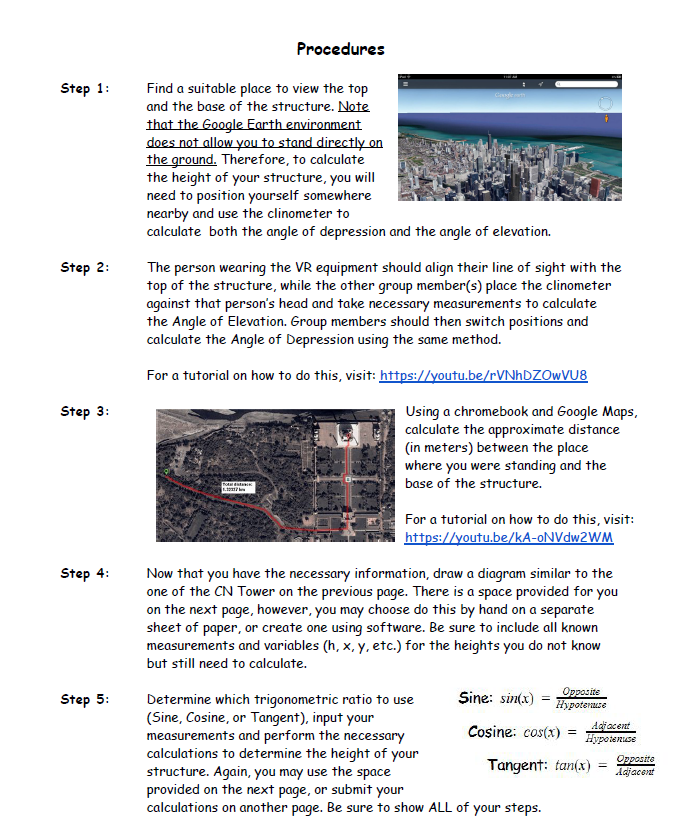 Procedures
Step 1:
Find a suitable place to view the top
and the base of the structure. Note
that the Google Earth environment
does not allow you to stand directly on
the ground. Therefore, to calculate
the height of your structure, you will
need to position yourself somewhere
nearby and use the clinometer to
calculate both the angle of depression and the angle of elevation.
Step 2:
The person wearing the VR equipment should align their line of sight with the
top of the structure, while the other group member(s) place the clinometer
against that person's head and take necessary measurements to calculate
the Angle of Elevation. Group members should then switch positions and
calculate the Angle of Depression using the same method.
For a tutorial on how to do this, visit: https://youtu.be/rVNhDZOwVU8
Step 3:
Total distance:
Using a chromebook and Google Maps,
calculate the approximate distance
(in meters) between the place
where you were standing and the
base of the structure.
For a tutorial on how to do this, visit:
https://youtu.be/kA-oNVdw2WM
Step 4:
Now that you have the necessary information, draw a diagram similar to the
one of the CN Tower on the previous page. There is a space provided for you
on the next page, however, you may choose do this by hand on a separate
sheet of paper, or create one using software. Be sure to include all known
measurements and variables (h, x, y, etc.) for the heights you do not know
but still need to calculate.
Step 5:
Determine which trigonometric ratio to use
(Sine, Cosine, or Tangent), input your
measurements and perform the necessary
calculations to determine the height of your
structure. Again, you may use the space
provided on the next page, or submit your
calculations on another page. Be sure to show ALL of your steps.
Sine: sin(x) = Opposite/Hypotenuse
Cosine: cos(x) = Adjacent/Hypotenuse
Tangent: tan(x) = Opposite/Adjacent